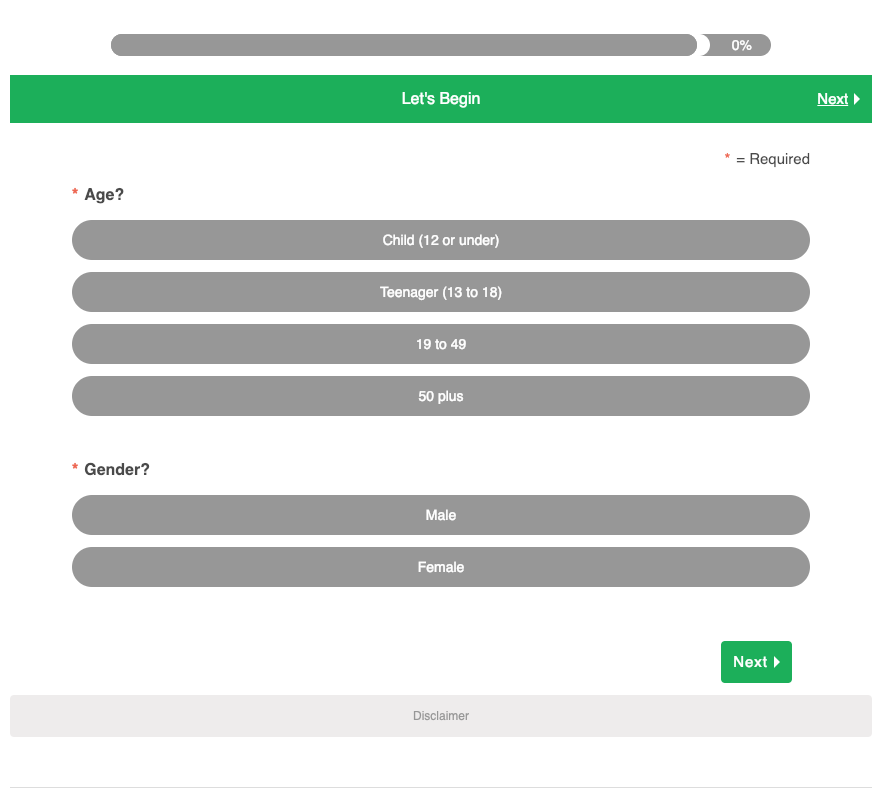 0%
Let's Begin
Next
* = Required
* Age?
Child (12 or under)
Teenager (13 to 18)
19 to 49
50 plus
* Gender?
Male
Female
Next
Disclaimer